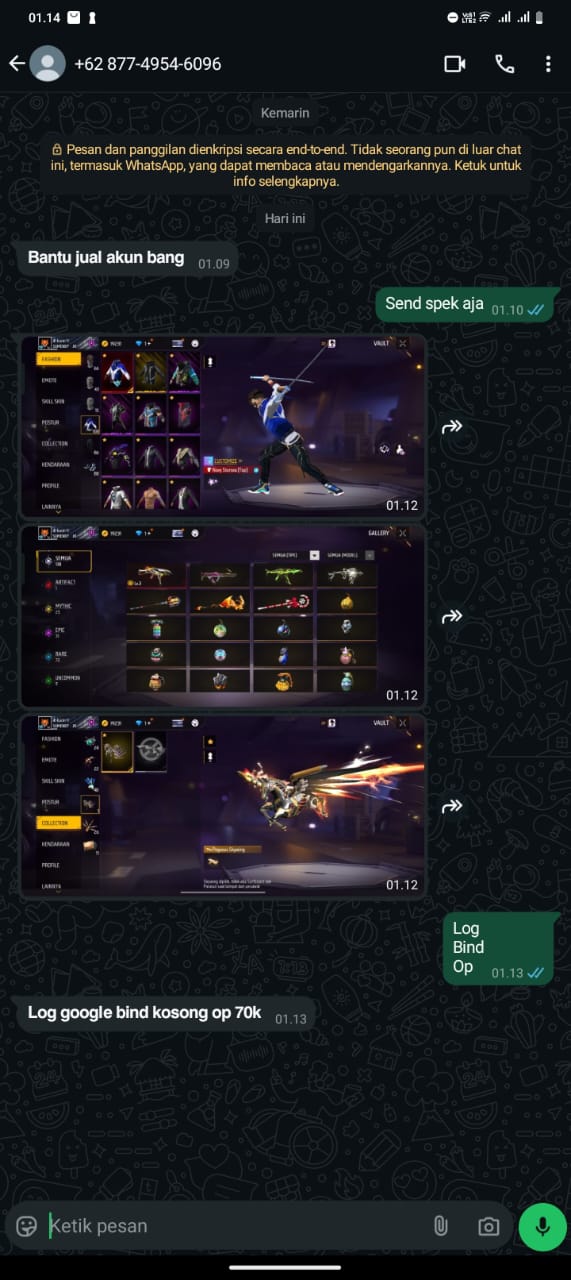 01.14
+62 877-4954-6096
Kemarin
Pesan dan panggilan dienkripsi secara end-to-end. Tidak seorang pun di luar chat
ini, termasuk WhatsApp, yang dapat membaca atau mendengarkannya. Ketuk untuk
info selengkapnya.
Hari ini
Bantu jual akun bang 01.09
Send spek aja 01.10
VAULT
FASHION
EMOTE
SKILL SKIN
POSTUR
COLLECTION
KENDARAAN
PROFILE
LAINNYA
CUSTOMIZE
01.12
GALLERY
SEMUA
ARTIFACT
MYTHIC
EPIC
RARE
UNCOMMON
01.12
VAULT
FASHION
EMOTE
SKILL SKIN
POSTUR
COLLECTION
KENDARAAN
PROFILE
LAINNYA
01.12
Log
Bind
Op 01.13
Log google bind kosong op 70k 01.13
Ketik pesan